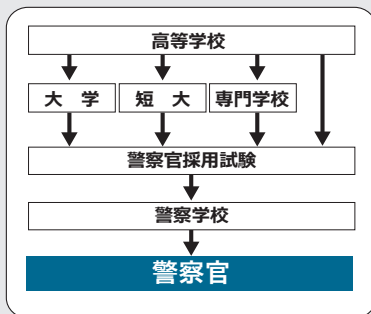 高等学校
大　学　短　大　専門学校
警察官採用試験
警察学校
警察官